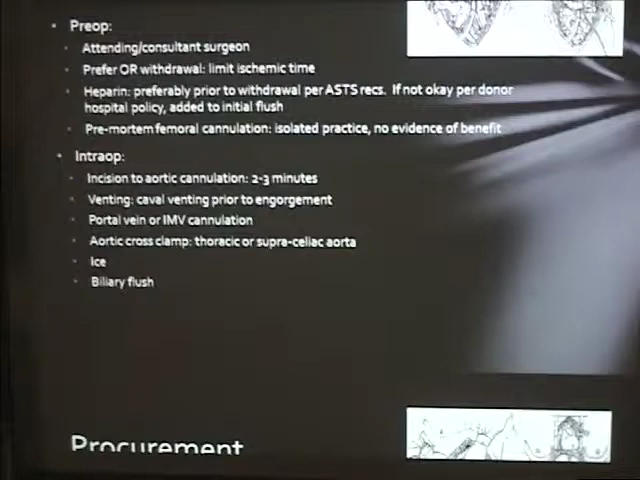 Preop:
Attending/consultant surgeon
Prefer OR withdrawal: limit ischemic time
Heparin: preferably prior to withdrawal per ASTS recs. If not okay per donor
hospital policy, added to initial flush
Pre-mortem femoral cannulation: isolated practice, no evidence of benefit
Intraop:
Incision to aortic cannulation: 2-3 minutes
Venting: caval venting prior to engorgement
Portal vein or IMV cannulation
Aortic cross clamp: thoracic or supra-celiac aorta
Ice
Biliary flush
Procurement